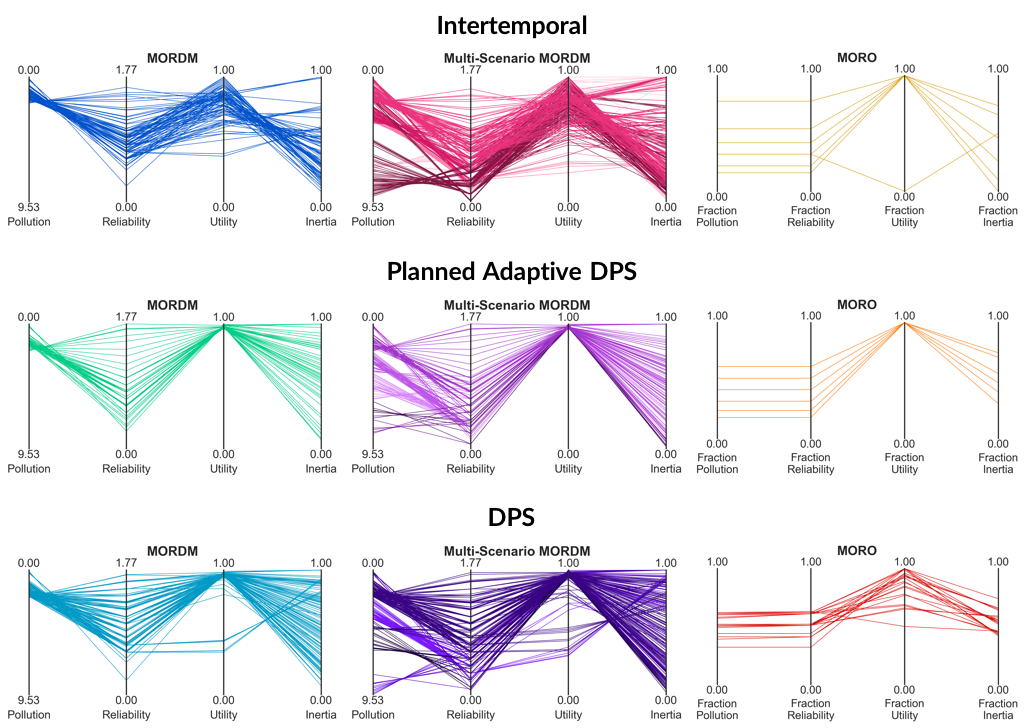 Intertemporal
MORDM
Multi-Scenario MORDM
MORO
0.00 1.77 1.00 1.00
0.00 1.77 1.00 1.00
1.00 1.00 1.00 1.00
9.53 0.00 0.00 0.00
Pollution Reliability Utility Inertia
9.53 0.00 0.00 0.00
Pollution Reliability Utility Inertia
0.00 0.00 0.00 0.00
Fraction Fraction Fraction Fraction
Pollution Reliability Utility Inertia
Planned Adaptive DPS
MORDM
Multi-Scenario MORDM
MORO
0.00 1.77 1.00 1.00
0.00 1.77 1.00 1.00
1.00 1.00 1.00 1.00
9.53 0.00 0.00 0.00
Pollution Reliability Utility Inertia
9.53 0.00 0.00 0.00
Pollution Reliability Utility Inertia
0.00 0.00 0.00 0.00
Fraction Fraction Fraction Fraction
Pollution Reliability Utility Inertia
DPS
MORDM
Multi-Scenario MORDM
MORO
0.00 1.77 1.00 1.00
0.00 1.77 1.00 1.00
1.00 1.00 1.00 1.00
9.53 0.00 0.00 0.00
Pollution Reliability Utility Inertia
9.53 0.00 0.00 0.00
Pollution Reliability Utility Inertia
0.00 0.00 0.00 0.00
Fraction Fraction Fraction Fraction
Pollution Reliability Utility Inertia